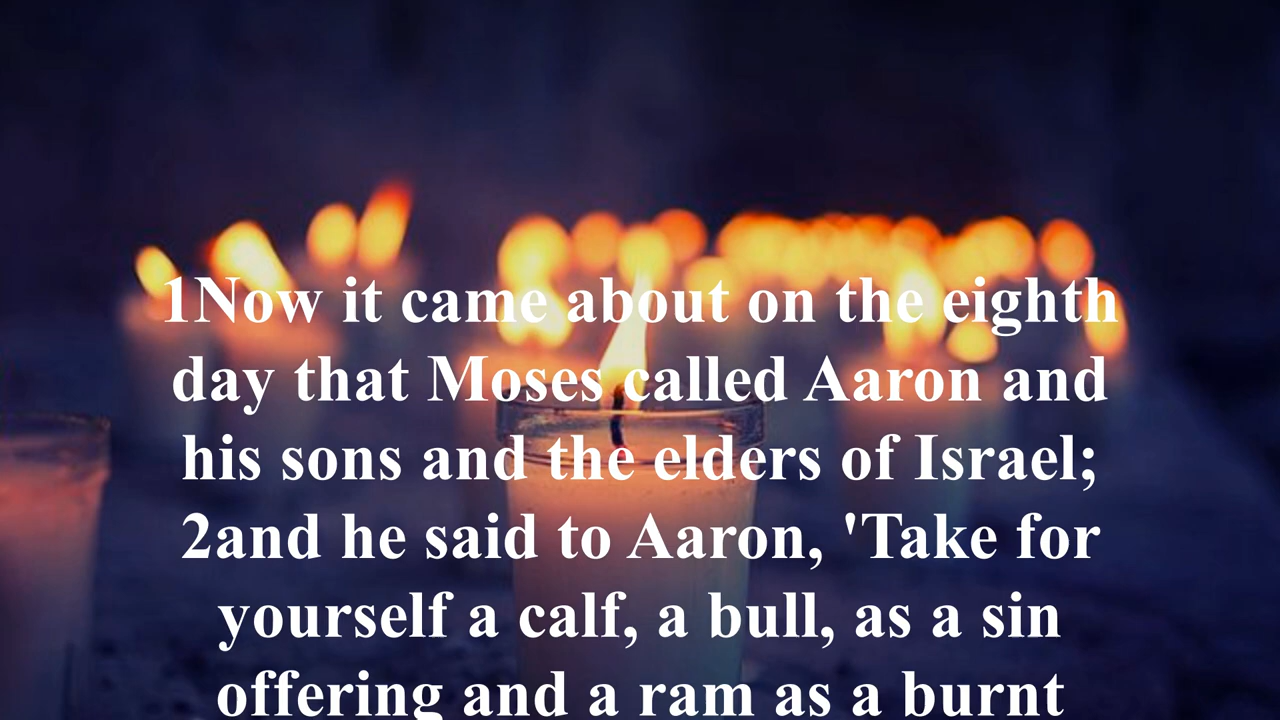 1Now it came about on the eighth
day that Moses called Aaron and
his sons and the elders of Israel;
2and he said to Aaron, 'Take for
yourself a calf, a bull, as a sin
offering and a ram as a burnt